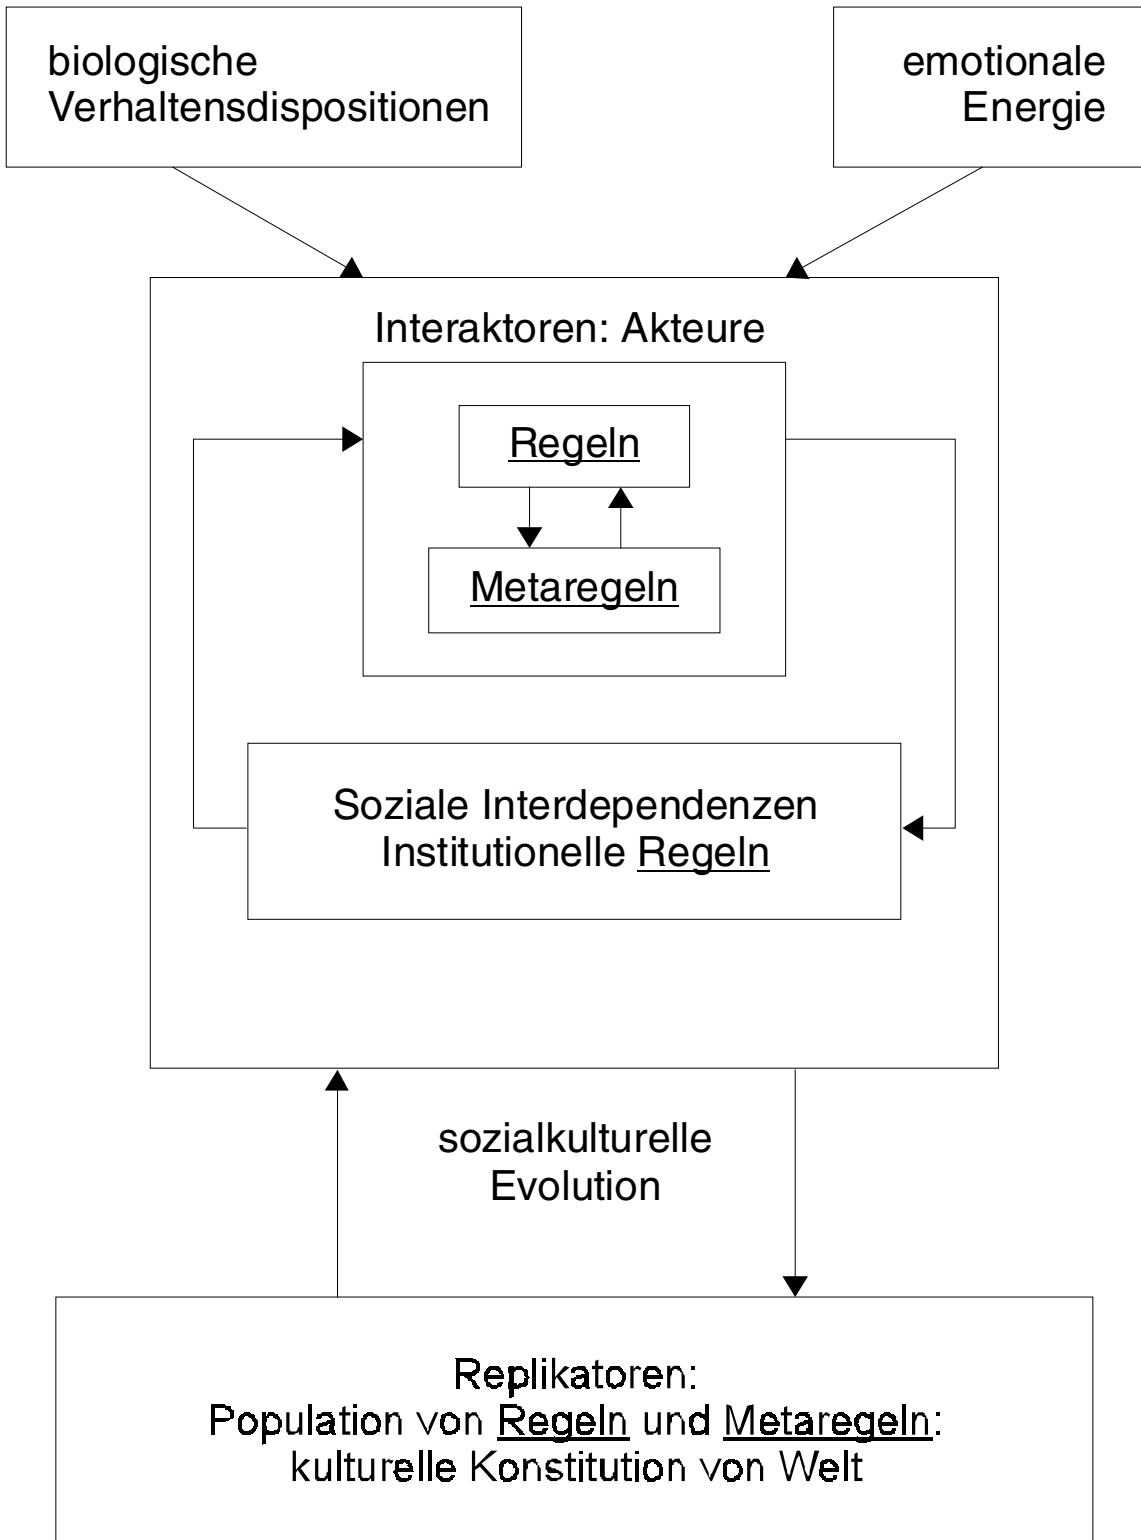 biologische
Verhaltensdispositionen
emotionale
Energie
Interaktoren: Akteure
Regeln
Metaregeln
Soziale Interdependenzen
Institutionelle Regeln
sozialkulturelle
Evolution
Replikatoren:
Population von Regeln und Metaregeln:
kulturelle Konstitution von Welt